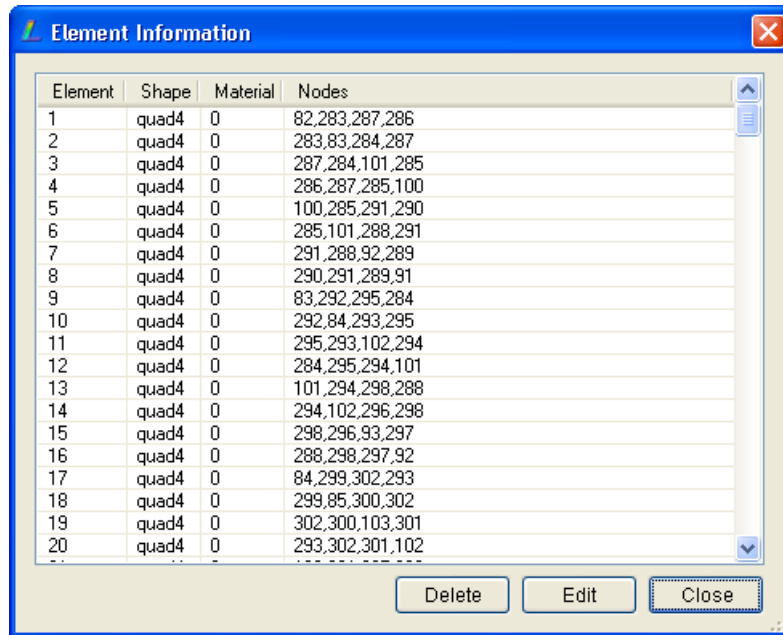 Element Information
Element Shape Material Nodes
1 quad4 0 82,283,287,286
2 quad4 0 283,83,284,287
3 quad4 0 287,284,101,285
4 quad4 0 286,287,285,100
5 quad4 0 100,285,291,290
6 quad4 0 285,101,288,291
7 quad4 0 291,288,92,289
8 quad4 0 290,291,289,91
9 quad4 0 83,292,295,284
10 quad4 0 292,84,293,295
11 quad4 0 295,293,102,294
12 quad4 0 284,295,294,101
13 quad4 0 101,294,298,288
14 quad4 0 294,102,296,298
15 quad4 0 298,296,93,297
16 quad4 0 288,298,297,92
17 quad4 0 84,299,302,293
18 quad4 0 299,85,300,302
19 quad4 0 302,300,103,301
20 quad4 0 293,302,301,102
Delete Edit Close